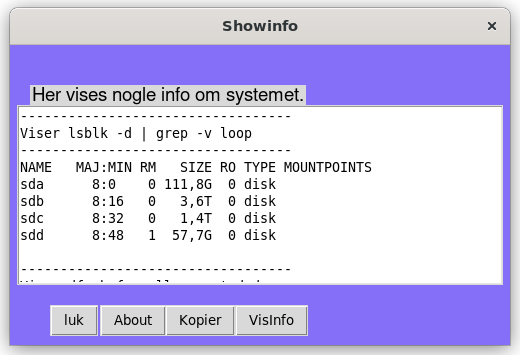 Showinfo
×
Her vises nogle info om systemet.
----------------------------------
Viser lsblk -d | grep -v loop
----------------------------------
NAME   MAJ:MIN RM   SIZE RO TYPE MOUNTPOINTS
sda      8:0    0 111,8G  0 disk
sdb      8:16   0   3,6T  0 disk
sdc      8:32   0   1,4T  0 disk
sdd      8:48   1  57,7G  0 disk
----------------------------------
luk About Kopier VisInfo